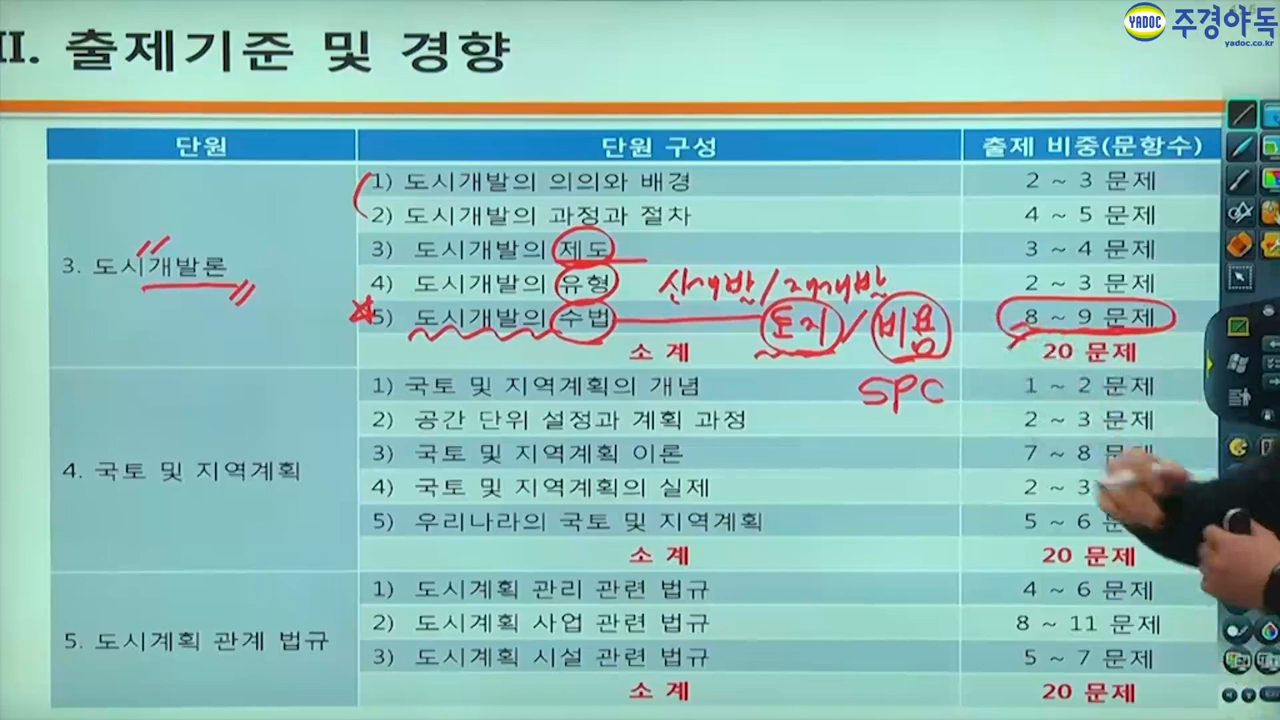 YADOC 주경야독
yadoc.co.kr
II. 출제기준 및 경향
단원 단원 구성 출제 비중(문항수)
3. 도시개발론
1) 도시개발의 의의와 배경 2 ~ 3 문제
2) 도시개발의 과정과 절차 4 ~ 5 문제
3) 도시개발의 제도 3 ~ 4 문제
4) 도시개발의 유형 2 ~ 3 문제
신개발/재개발
5) 도시개발의 수법 8 ~ 9 문제
토지/비용
소 계 20 문제
SPC
4. 국토 및 지역계획
1) 국토 및 지역계획의 개념 1 ~ 2 문제
2) 공간 단위 설정과 계획 과정 2 ~ 3 문제
3) 국토 및 지역계획 이론 7 ~ 8 문제
4) 국토 및 지역계획의 실제 2 ~ 3
5) 우리나라의 국토 및 지역계획 5 ~ 6 문제
소 계 20 문제
5. 도시계획 관계 법규
1) 도시계획 관리 관련 법규 4 ~ 6 문제
2) 도시계획 사업 관련 법규 8 ~ 11 문제
3) 도시계획 시설 관련 법규 5 ~ 7 문제
소 계 20 문제